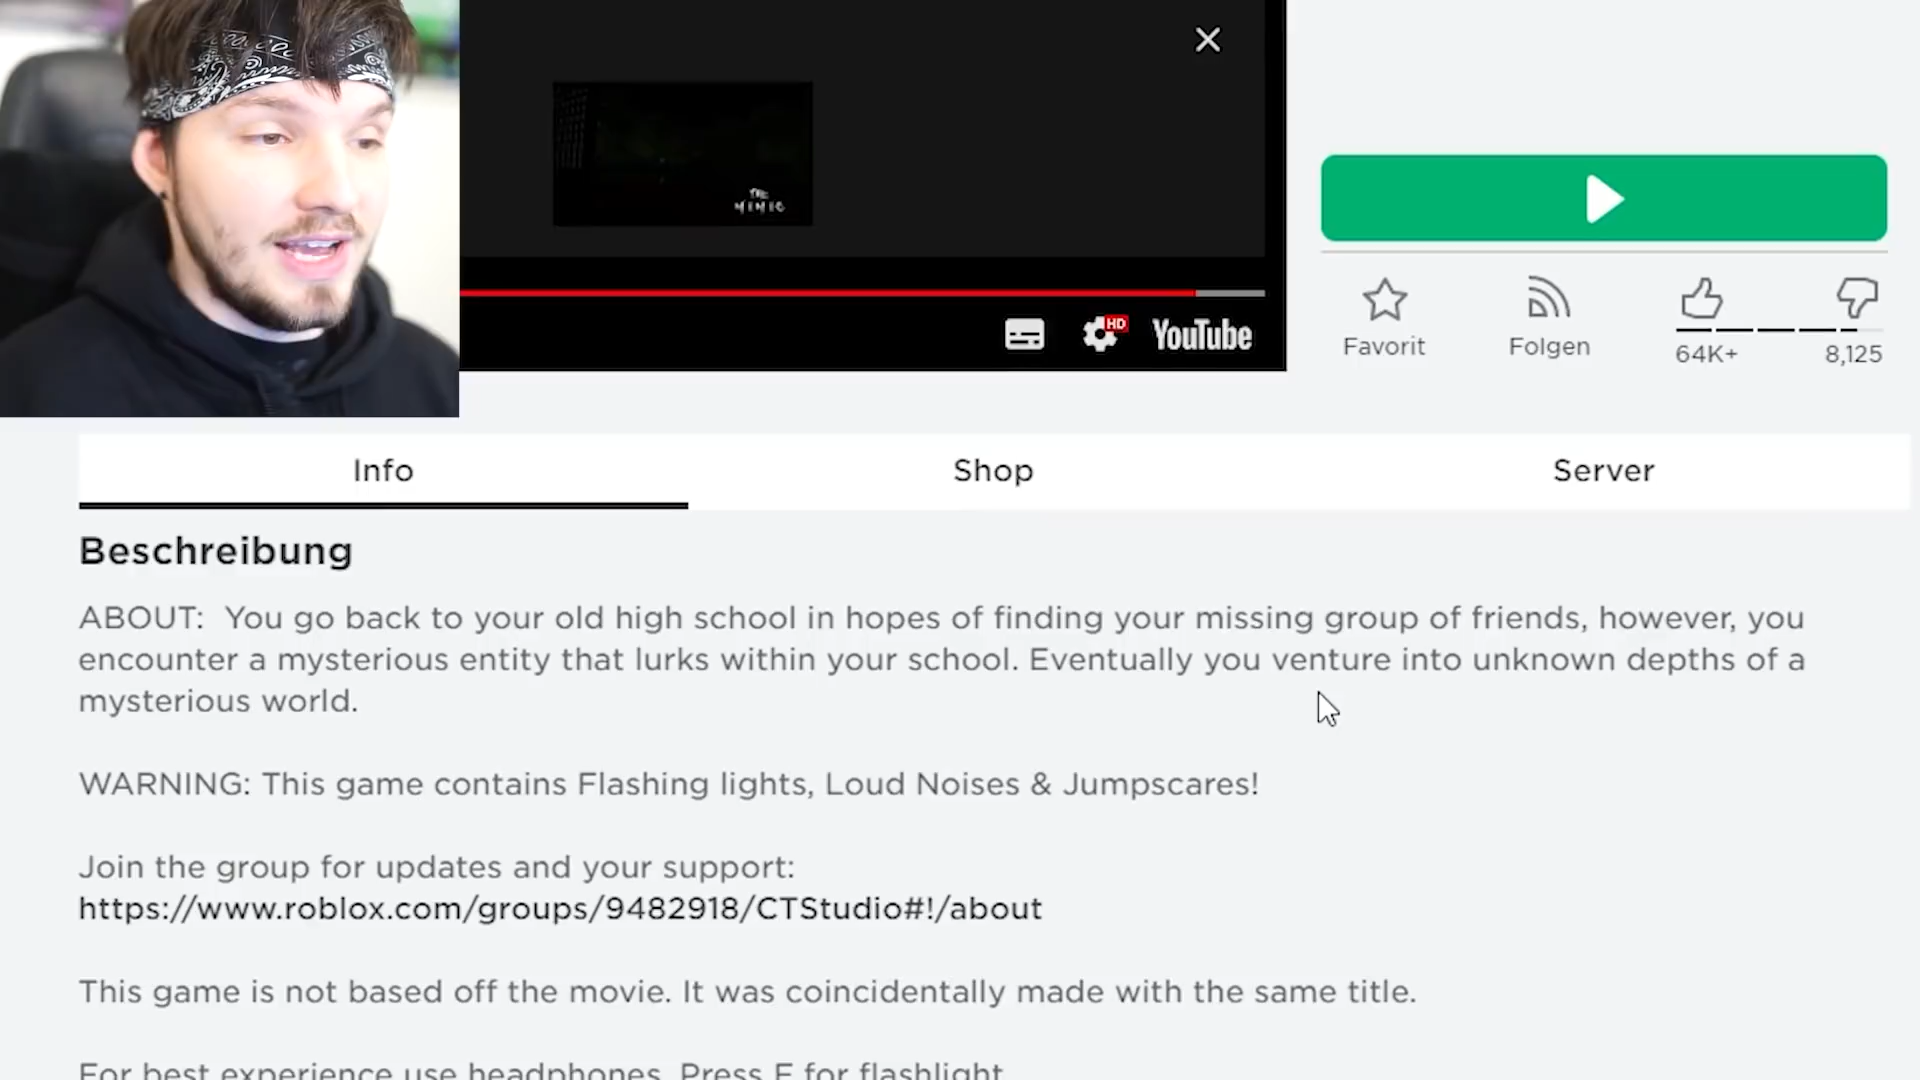 THE
MIMIC
HD
YouTube
Favorit
Folgen
64K+
8,125
Info
Shop
Server
Beschreibung
ABOUT:  You go back to your old high school in hopes of finding your missing group of friends, however, you
encounter a mysterious entity that lurks within your school. Eventually you venture into unknown depths of a
mysterious world.
WARNING: This game contains Flashing lights, Loud Noises & Jumpscares!
Join the group for updates and your support:
https://www.roblox.com/groups/9482918/CTStudio#!/about
This game is not based off the movie. It was coincidentally made with the same title.
For best experience use headphones. Press F for flashlight